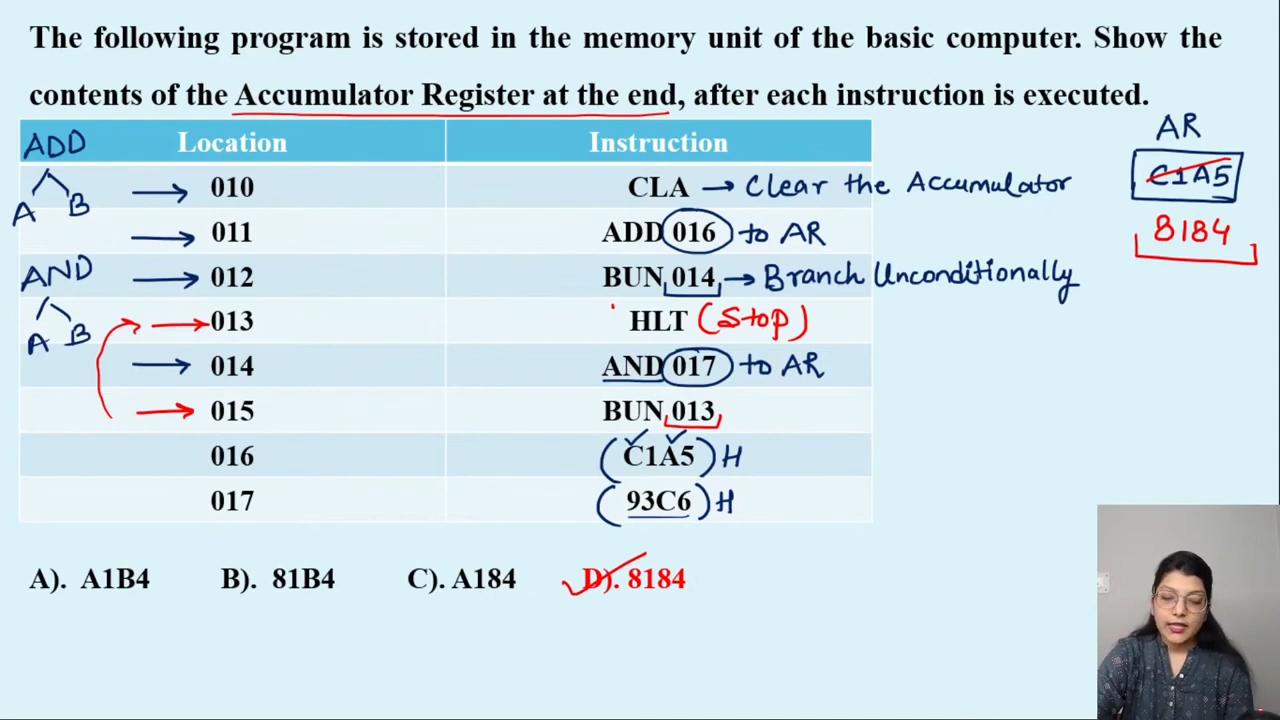 The following program is stored in the memory unit of the basic computer. Show the
contents of the Accumulator Register at the end, after each instruction is executed.
AR
ADD Location Instruction
A B → 010 CLA → Clear the Accumulator C1A5
→ 011 ADD 016 to AR 8184
AND → 012 BUN 014 → Branch Unconditionally
A B → 013 HLT (Stop)
→ 014 AND 017 to AR
→ 015 BUN 013
016 (C1A5)H
017 (93C6)H
A). A1B4 B). 81B4 C). A184 D). 8184